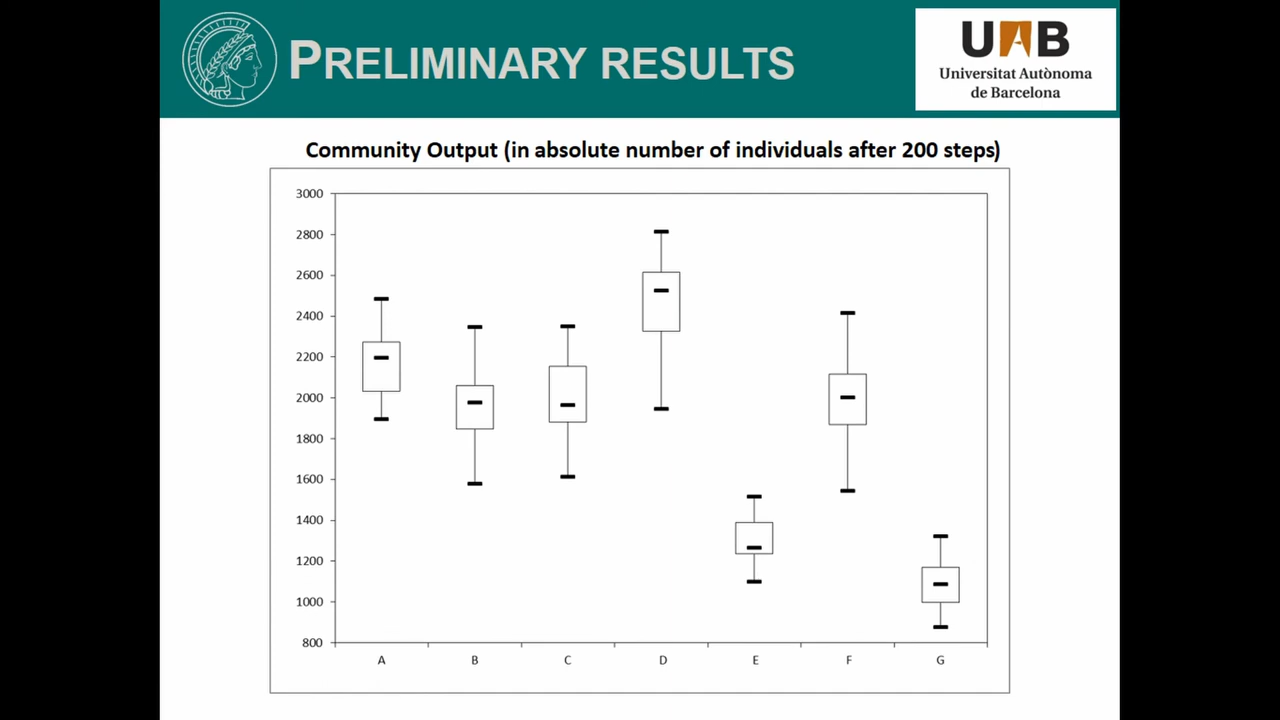 PRELIMINARY RESULTS
UAB
Universitat Autònoma
de Barcelona
Community Output (in absolute number of individuals after 200 steps)
3000
2800
2600
2400
2200
2000
1800
1600
1400
1200
1000
800
A B C D E F G